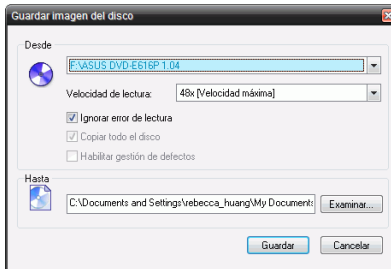 Guardar imagen del disco
Desde
F:\ASUS DVD-E616P 1.04
Velocidad de lectura: 48x [Velocidad máxima]
Ignorar error de lectura
Copiar todo el disco
Habilitar gestión de defectos
Hasta
C:\Documents and Settings\rebecca_huang\My Document: Examinar...
Guardar Cancelar